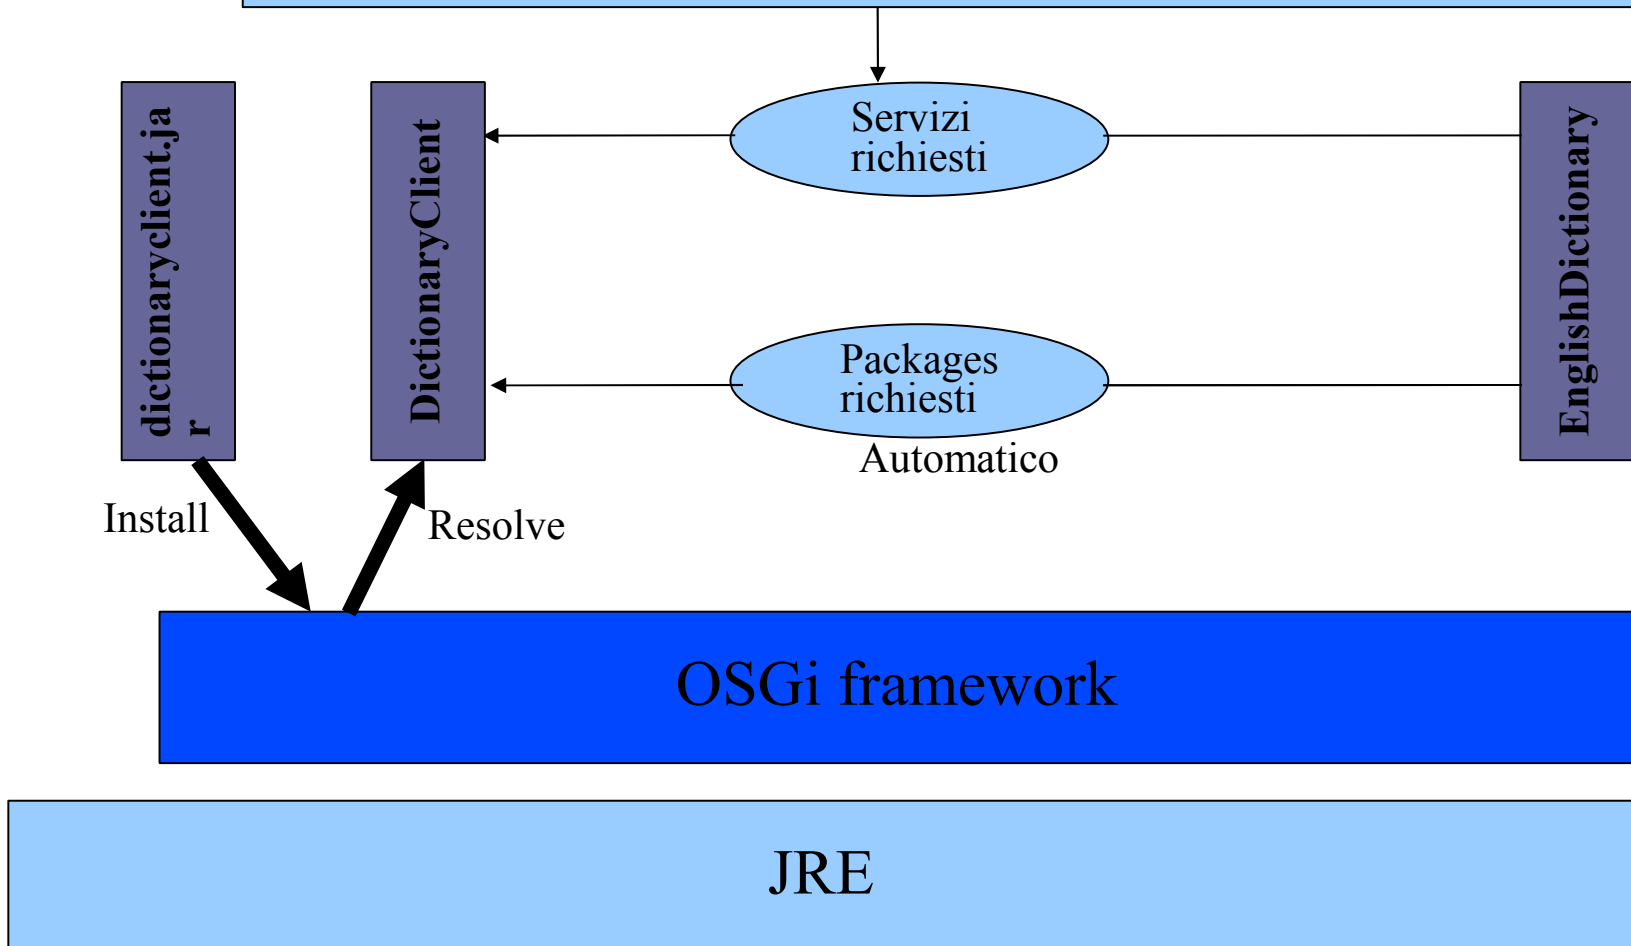 Servizi
richiesti
dictionaryclient.ja
r
DictionaryClient
EnglishDictionary
Packages
richiesti
Automatico
Install
Resolve
OSGi framework
JRE